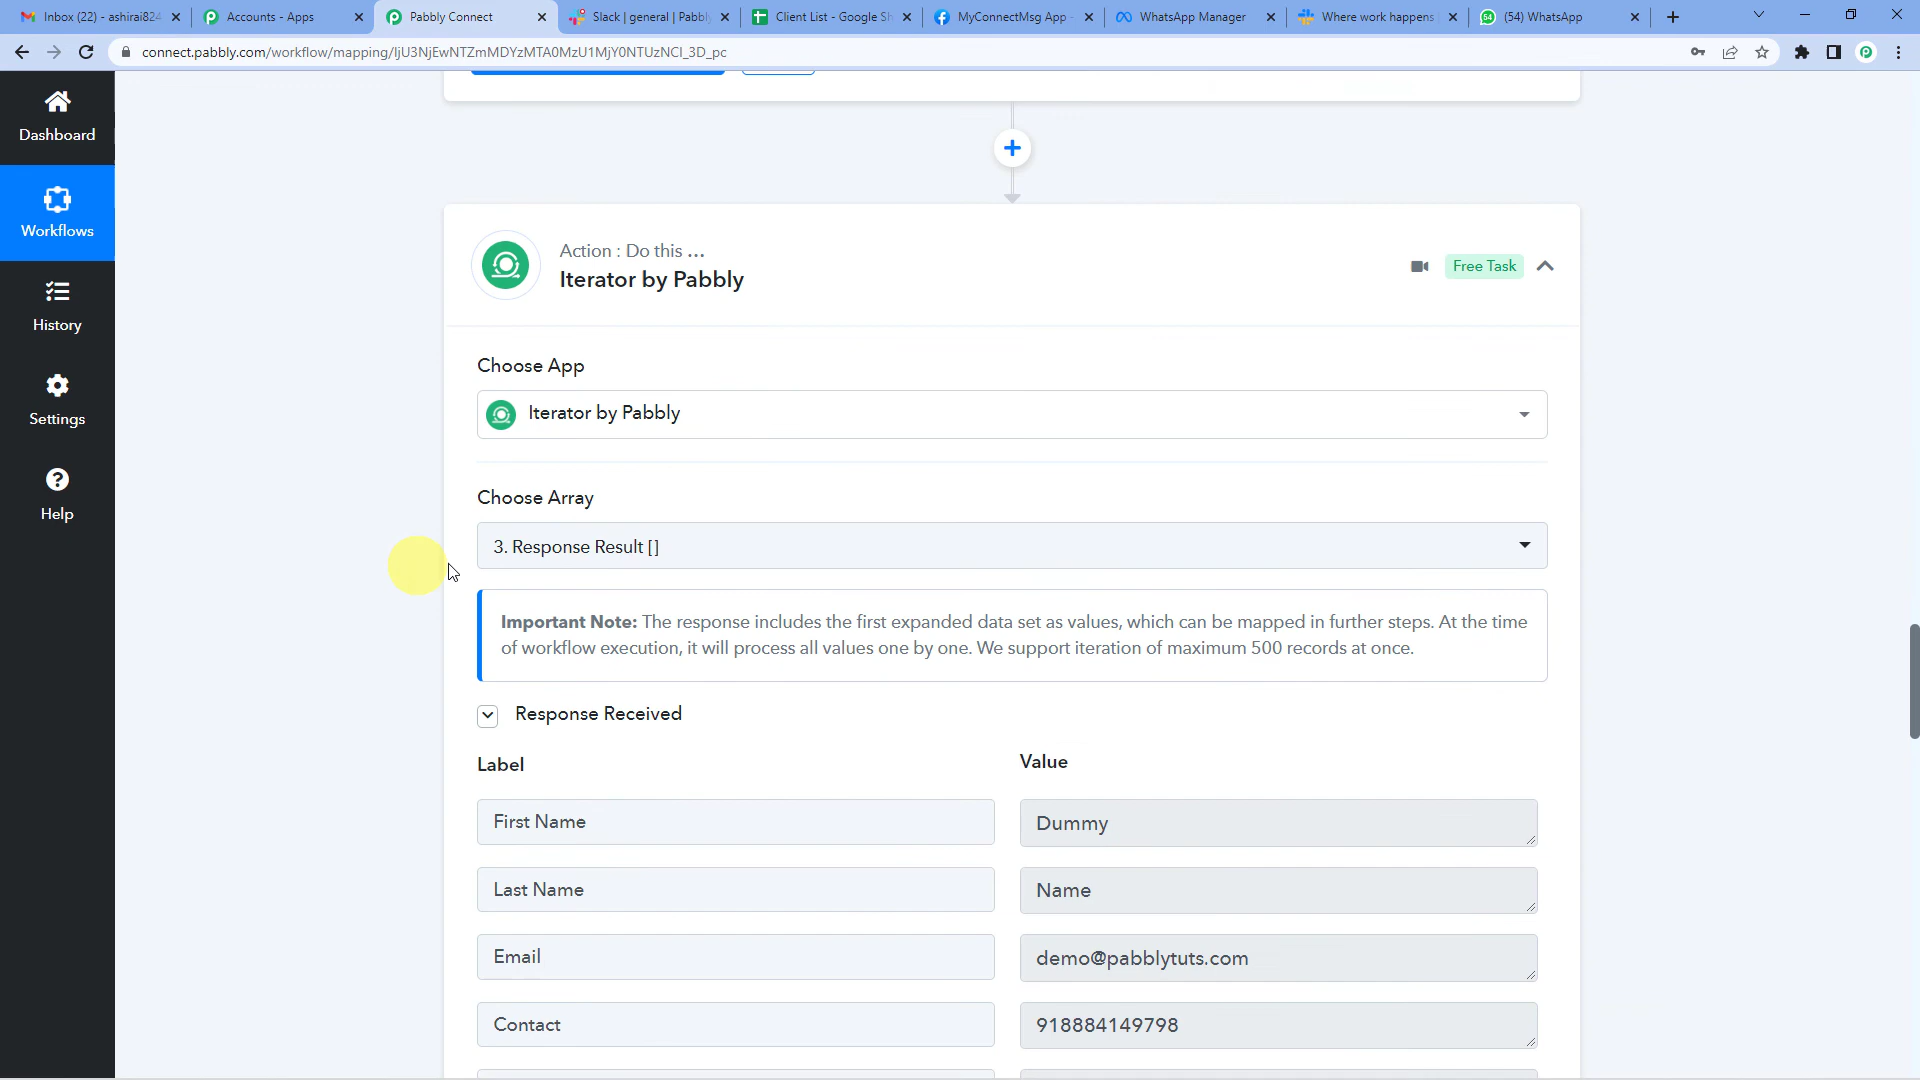 Inbox (22) - ashirai824
Accounts - Apps
Pabbly Connect
Slack | general | Pabbly
Client List - Google Sh
MyConnectMsg App -
WhatsApp Manager
Where work happens
(54) WhatsApp
connect.pabbly.com/workflow/mapping/IjU3NjEwNTZmMDYzMTA0MzU1MjY0NTUzNCI_3D_pc
Dashboard
Workflows
History
Settings
Help
Action : Do this ...
Iterator by Pabbly
Free Task
Choose App
Iterator by Pabbly
Choose Array
3. Response Result []
Important Note: The response includes the first expanded data set as values, which can be mapped in further steps. At the time
of workflow execution, it will process all values one by one. We support iteration of maximum 500 records at once.
Response Received
Label
Value
First Name
Dummy
Last Name
Name
Email
demo@pabblytuts.com
Contact
918884149798